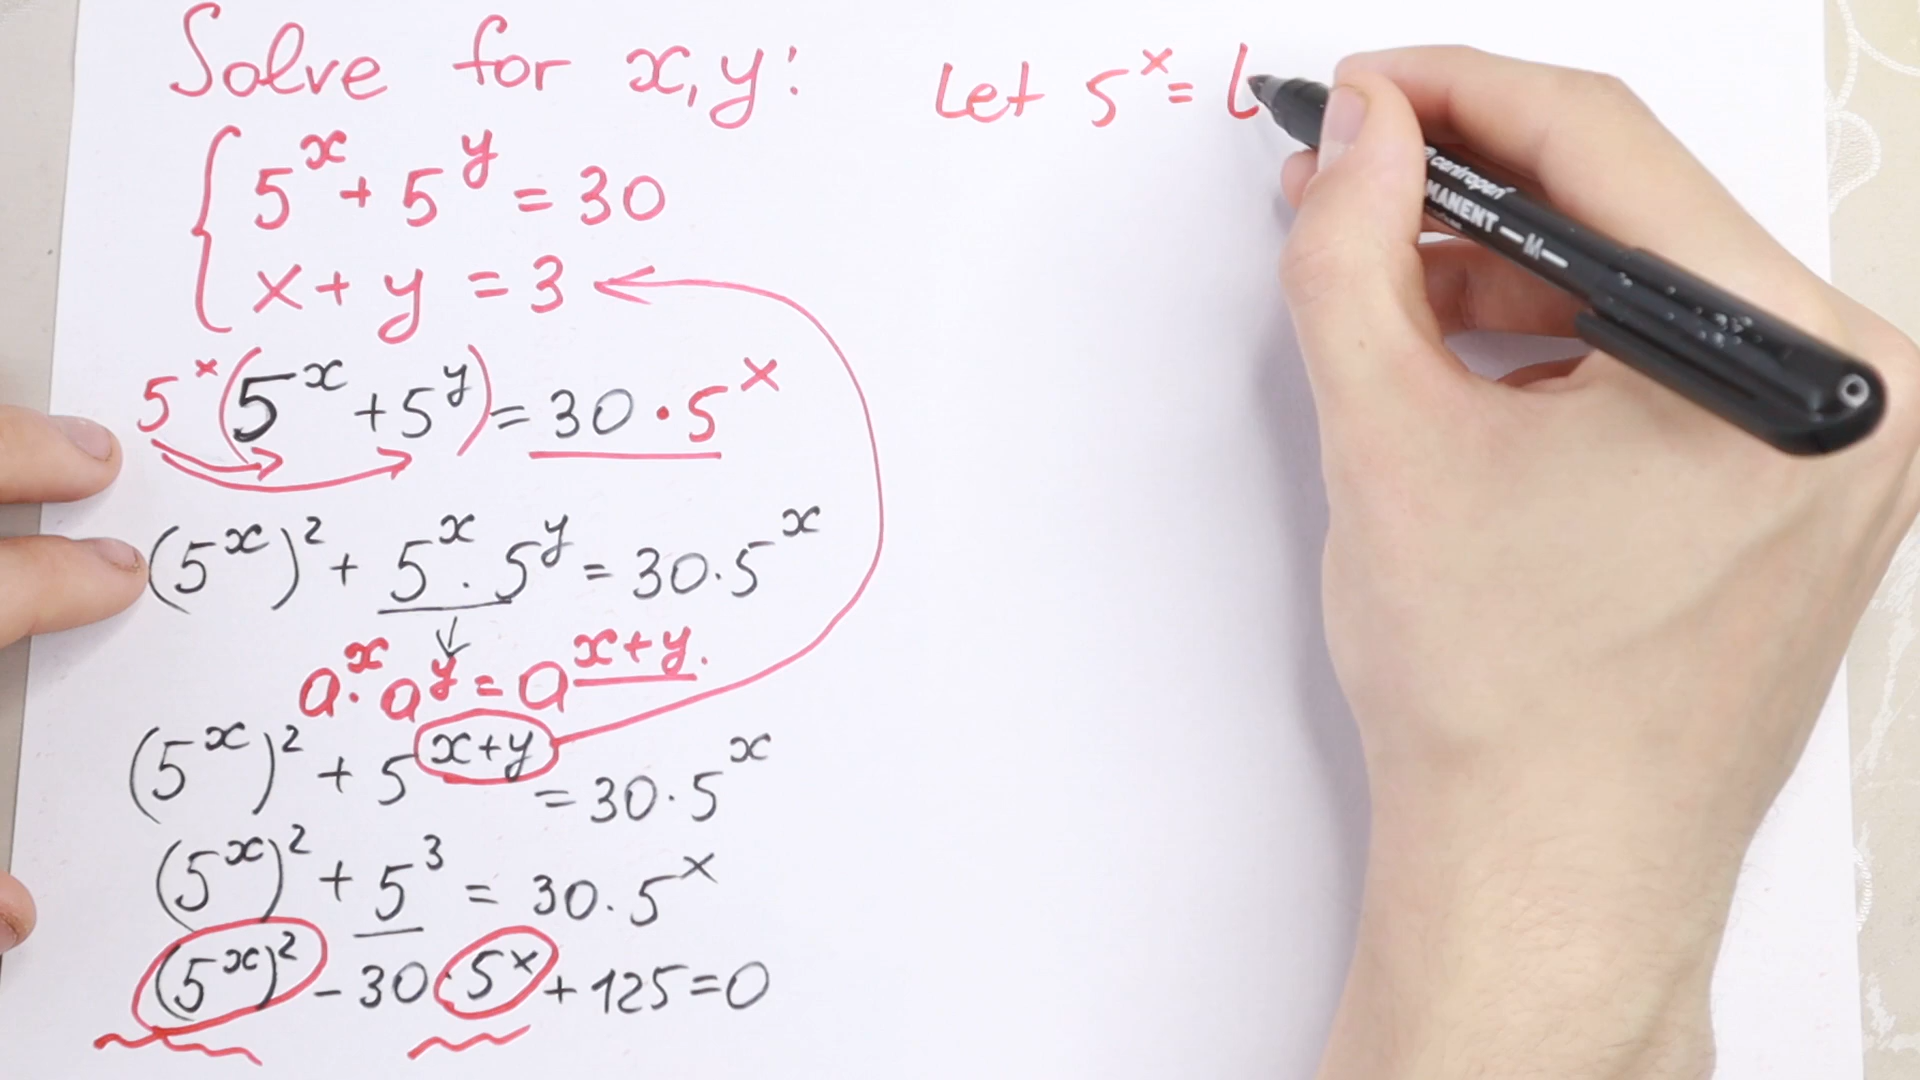 Solve for x, y:
5^x + 5^y = 30
x + y = 3
5^x (5^x + 5^y) = 30 · 5^x
(5^x)^2 + 5^x · 5^y = 30 · 5^x
a^x · a^y = a^(x+y).
(5^x)^2 + 5^(x+y) = 30 · 5^x
(5^x)^2 + 5^3 = 30 · 5^x
(5^x)^2 - 30 · 5^x + 125 = 0
Let 5^x =
centropen
MANENT — M —